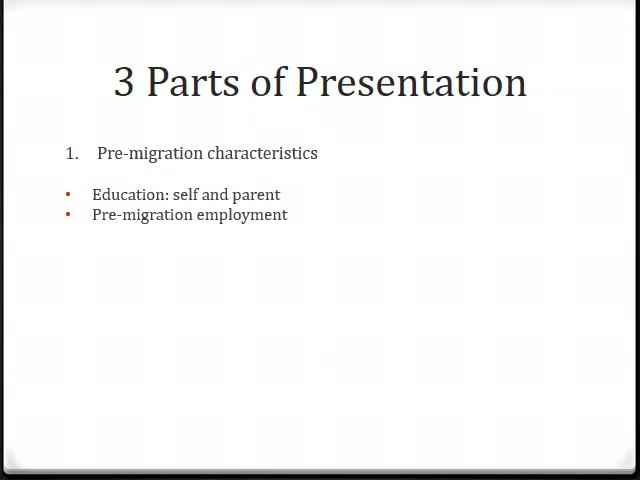 3 Parts of Presentation
1. Pre-migration characteristics
• Education: self and parent
• Pre-migration employment